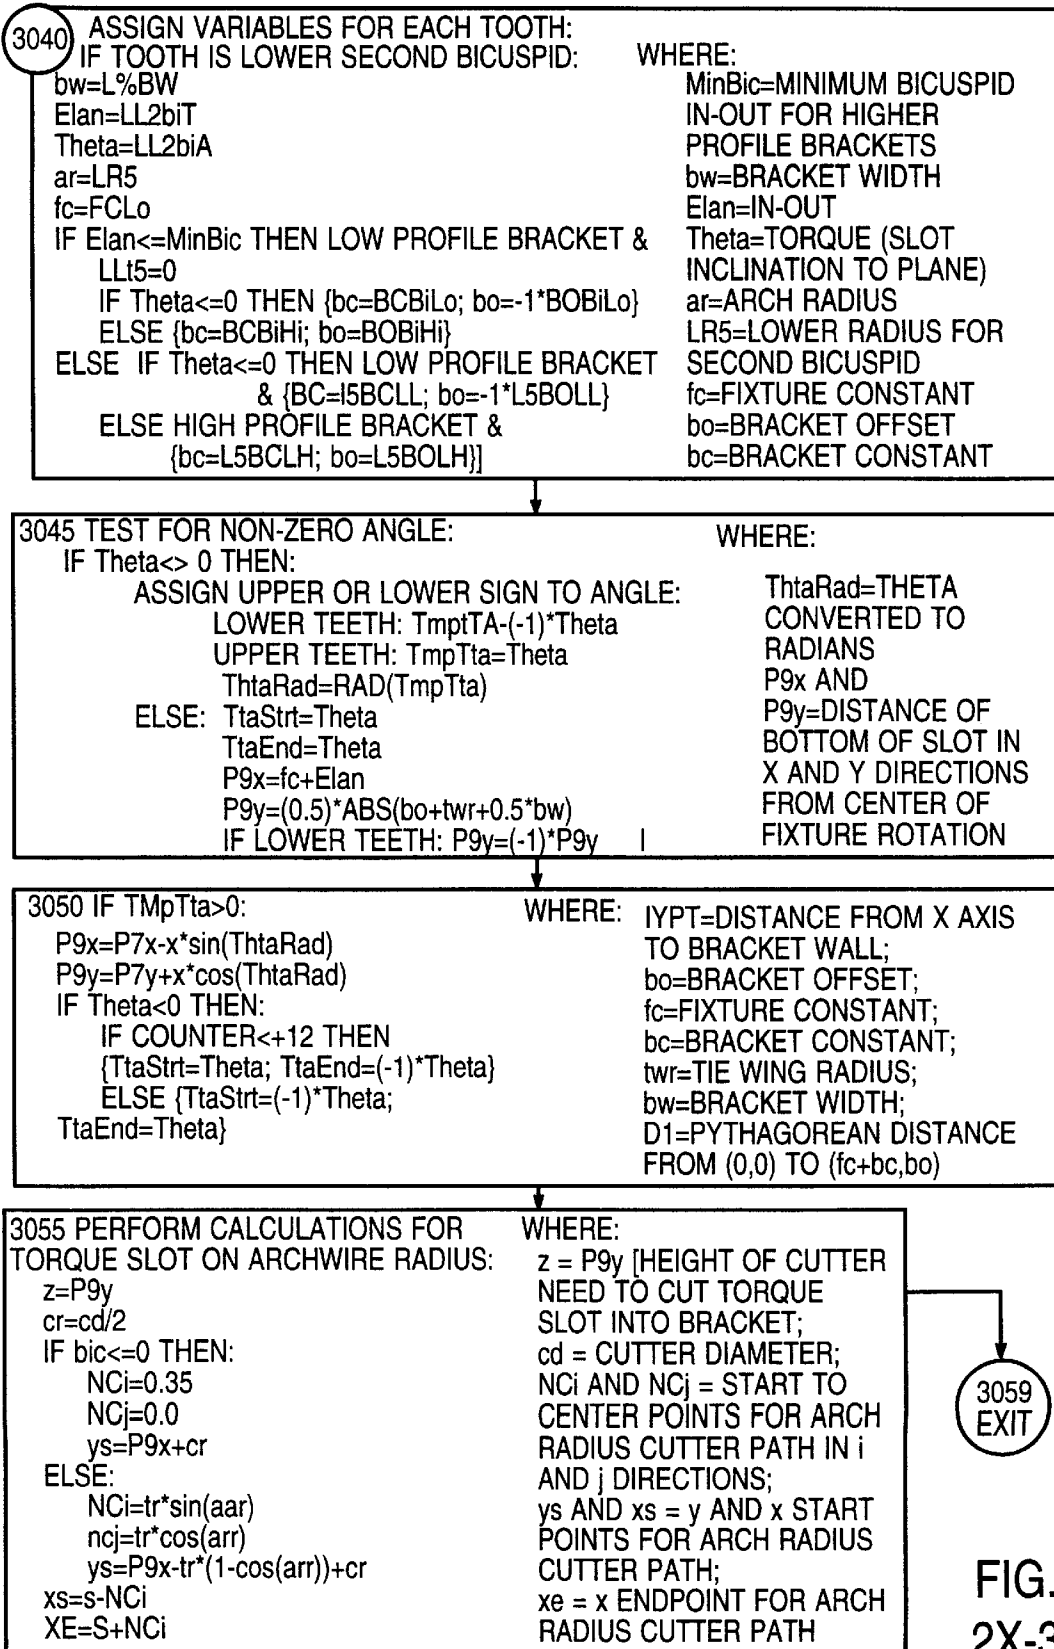 3040
ASSIGN VARIABLES FOR EACH TOOTH:
IF TOOTH IS LOWER SECOND BICUSPID:
bw=L%BW
Elan=LL2biT
Theta=LL2biA
ar=LR5
fc=FCLo
IF Elan<=MinBic THEN LOW PROFILE BRACKET &
LLt5=0
IF Theta<=0 THEN {bc=BCBiLo; bo=-1*BOBiLo}
ELSE {bc=BCBiHi; bo=BOBiHi}
ELSE IF Theta<=0 THEN LOW PROFILE BRACKET
& {BC=l5BCLL; bo=-1*L5BOLL}
ELSE HIGH PROFILE BRACKET &
{bc=L5BCLH; bo=L5BOLH}]
WHERE:
MinBic=MINIMUM BICUSPID
IN-OUT FOR HIGHER
PROFILE BRACKETS
bw=BRACKET WIDTH
Elan=IN-OUT
Theta=TORQUE (SLOT
INCLINATION TO PLANE)
ar=ARCH RADIUS
LR5=LOWER RADIUS FOR
SECOND BICUSPID
fc=FIXTURE CONSTANT
bo=BRACKET OFFSET
bc=BRACKET CONSTANT
3045 TEST FOR NON-ZERO ANGLE:
IF Theta<> 0 THEN:
ASSIGN UPPER OR LOWER SIGN TO ANGLE:
LOWER TEETH: TmptTA-(-1)*Theta
UPPER TEETH: TmpTta=Theta
ThtaRad=RAD(TmpTta)
ELSE: TtaStrt=Theta
TtaEnd=Theta
P9x=fc+Elan
P9y=(0.5)*ABS(bo+twr+0.5*bw)
IF LOWER TEETH: P9y=(-1)*P9y I
WHERE:
ThtaRad=THETA
CONVERTED TO
RADIANS
P9x AND
P9y=DISTANCE OF
BOTTOM OF SLOT IN
X AND Y DIRECTIONS
FROM CENTER OF
FIXTURE ROTATION
3050 IF TMpTta>0:
P9x=P7x-x*sin(ThtaRad)
P9y=P7y+x*cos(ThtaRad)
IF Theta<0 THEN:
IF COUNTER<+12 THEN
{TtaStrt=Theta; TtaEnd=(-1)*Theta}
ELSE {TtaStrt=(-1)*Theta;
TtaEnd=Theta}
WHERE:
IYPT=DISTANCE FROM X AXIS
TO BRACKET WALL;
bo=BRACKET OFFSET;
fc=FIXTURE CONSTANT;
bc=BRACKET CONSTANT;
twr=TIE WING RADIUS;
bw=BRACKET WIDTH;
D1=PYTHAGOREAN DISTANCE
FROM (0,0) TO (fc+bc,bo)
3055 PERFORM CALCULATIONS FOR
TORQUE SLOT ON ARCHWIRE RADIUS:
z=P9y
cr=cd/2
IF bic<=0 THEN:
NCi=0.35
NCj=0.0
ys=P9x+cr
ELSE:
NCi=tr*sin(aar)
ncj=tr*cos(arr)
ys=P9x-tr*(1-cos(arr))+cr
xs=s-NCi
XE=S+NCi
WHERE:
z = P9y [HEIGHT OF CUTTER
NEED TO CUT TORQUE
SLOT INTO BRACKET;
cd = CUTTER DIAMETER;
NCi AND NCj = START TO
CENTER POINTS FOR ARCH
RADIUS CUTTER PATH IN i
AND j DIRECTIONS;
ys AND xs = y AND x START
POINTS FOR ARCH RADIUS
CUTTER PATH;
xe = x ENDPOINT FOR ARCH
RADIUS CUTTER PATH
3059
EXIT
FIG.
2X-3